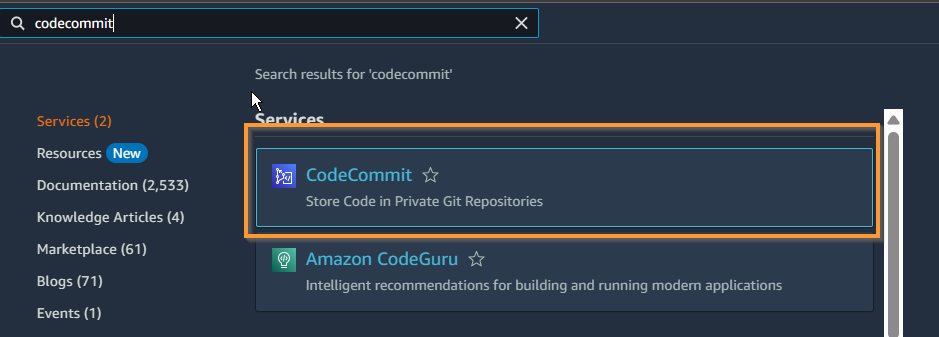 codecommit
Search results for 'codecommit'
Services (2)
Resources New
Documentation (2,533)
Knowledge Articles (4)
Marketplace (61)
Blogs (71)
Events (1)
Services
CodeCommit
Store Code in Private Git Repositories
Amazon CodeGuru
Intelligent recommendations for building and running modern applications